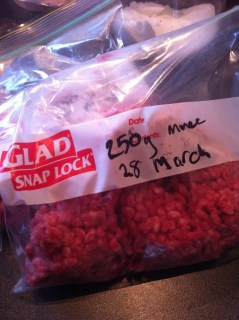 GLAD
SNAP LOCK
Date
250g mince
28 March